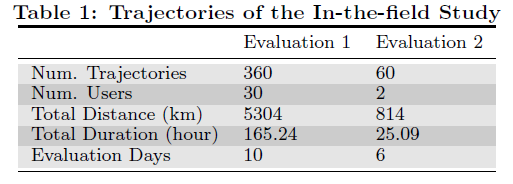 Table 1: Trajectories of the In-the-field Study
Evaluation 1 Evaluation 2
Num. Trajectories 360 60
Num. Users 30 2
Total Distance (km) 5304 814
Total Duration (hour) 165.24 25.09
Evaluation Days 10 6